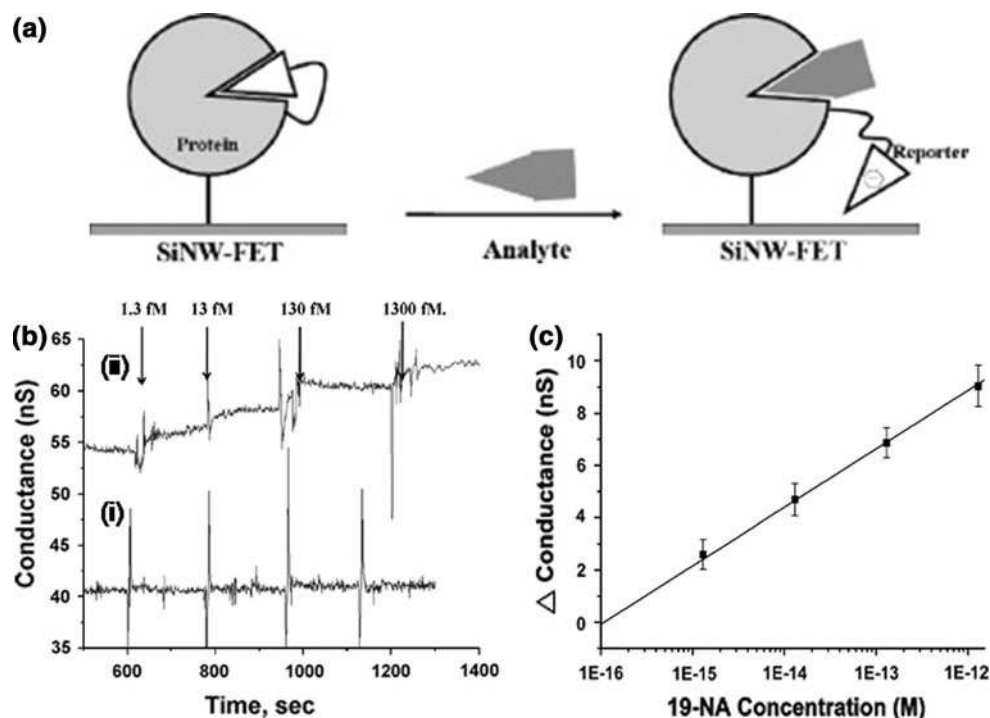 (a)
Protein
SiNW-FET
Analyte
Reporter
SiNW-FET
(b)
1.3 fM
13 fM
130 fM
1300 fM.
(ii)
(i)
65
60
55
50
45
40
35
Conductance (nS)
600
800
1000
1200
1400
Time, sec
(c)
10
8
6
4
2
0
△ Conductance (nS)
1E-16
1E-15
1E-14
1E-13
1E-12
19-NA Concentration (M)